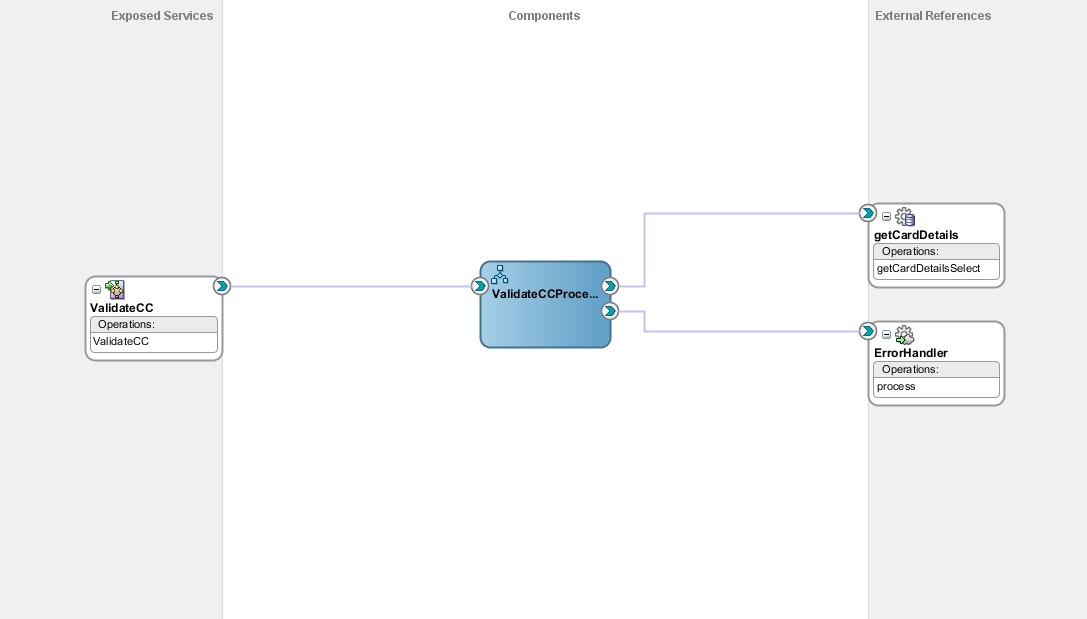 Exposed Services
Components
External References
ValidateCC
Operations:
ValidateCC
ValidateCCProce...
getCardDetails
Operations:
getCardDetailsSelect
ErrorHandler
Operations:
process